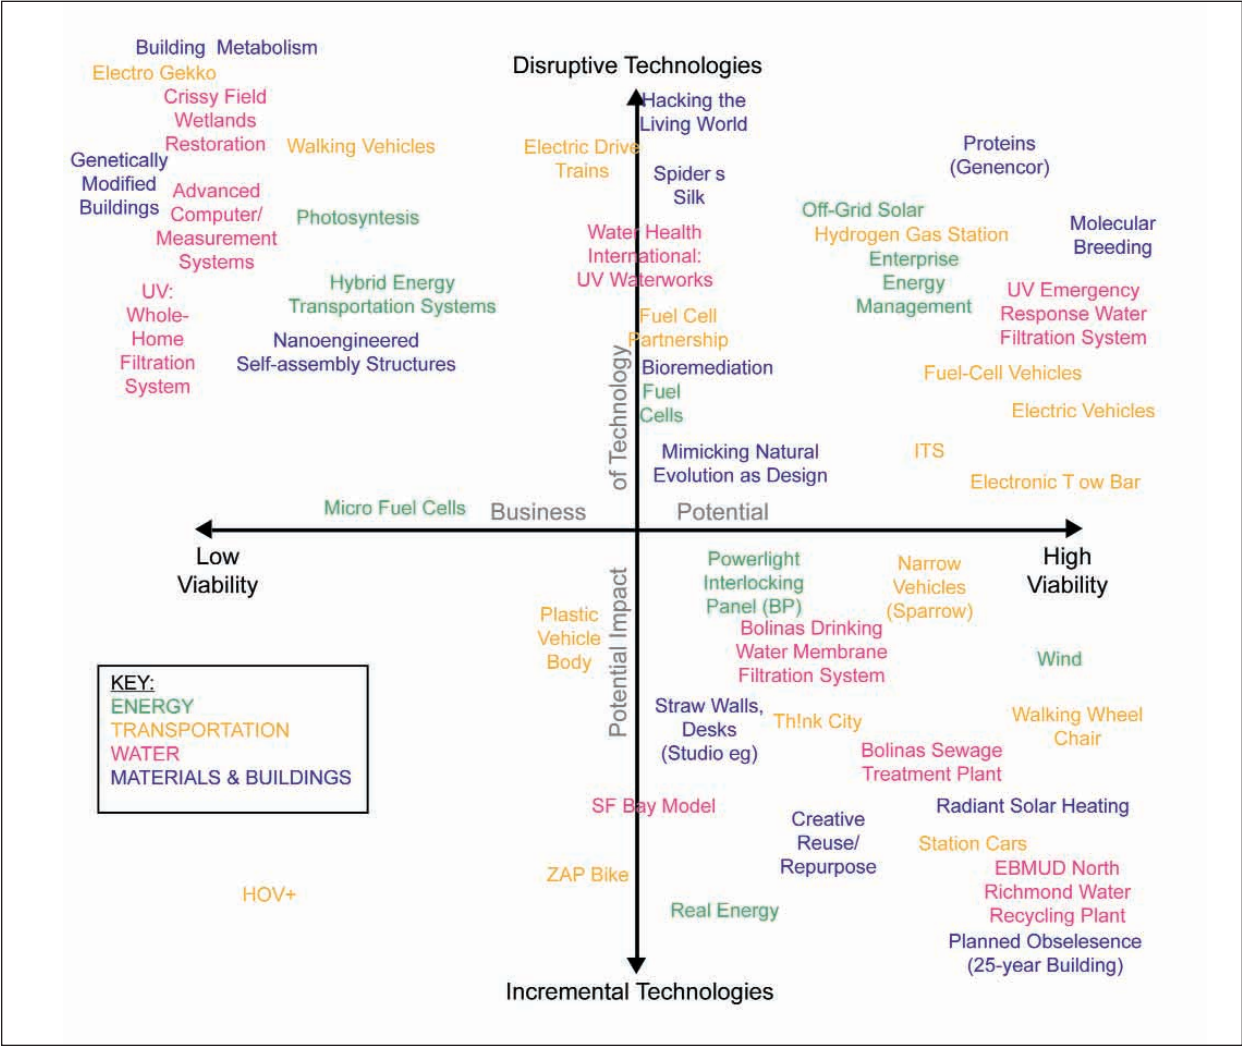 Building Metabolism
Electro Gekko
Crissy Field
Wetlands
Restoration
Genetically
Modified
Buildings
Advanced
Computer/
Measurement
Systems
UV:
Whole-
Home
Filtration
System
Walking Vehicles
Photosyntesis
Hybrid Energy
Transportation Systems
Nanoengineered
Self-assembly Structures
Micro Fuel Cells
Disruptive Technologies
Hacking the
Living World
Electric Drive
Trains
Spider s
Silk
Water Health
International:
UV Waterworks
Fuel Cell
Partnership
Bioremediation
Fuel
Cells
Mimicking Natural
Evolution as Design
Proteins
(Genencor)
Off-Grid Solar
Hydrogen Gas Station
Enterprise
Energy
Management
Molecular
Breeding
UV Emergency
Response Water
Filtration System
Fuel-Cell Vehicles
Electric Vehicles
ITS
Electronic T ow Bar
Business Potential
Potential Impact of Technology
Low
Viability
High
Viability
Plastic
Vehicle
Body
KEY:
ENERGY
TRANSPORTATION
WATER
MATERIALS & BUILDINGS
HOV+
Powerlight
Interlocking
Panel (BP)
Narrow
Vehicles
(Sparrow)
Bolinas Drinking
Water Membrane
Filtration System
Wind
Straw Walls,
Desks
(Studio eg)
Th!nk City
Walking Wheel
Chair
Bolinas Sewage
Treatment Plant
SF Bay Model
Radiant Solar Heating
Creative
Reuse/
Repurpose
Station Cars
ZAP Bike
EBMUD North
Richmond Water
Recycling Plant
Real Energy
Planned Obselesence
(25-year Building)
Incremental Technologies